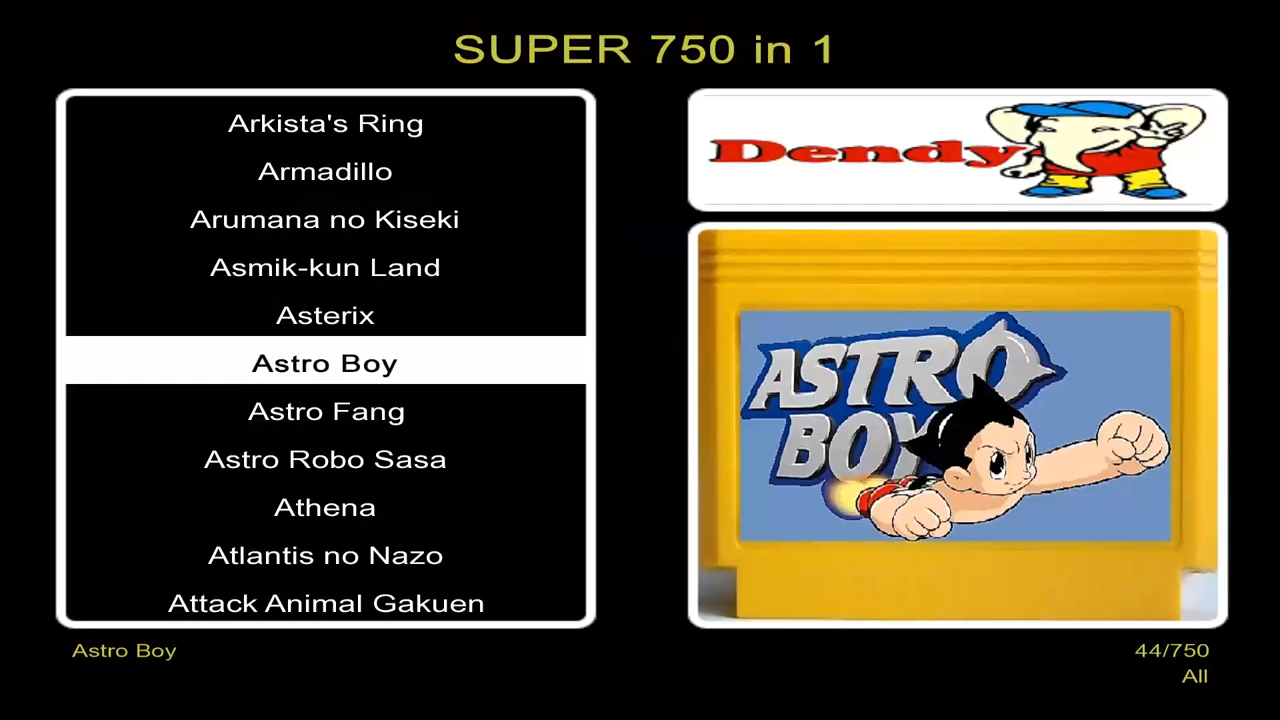 SUPER 750 in 1
Arkista's Ring
Armadillo
Arumana no Kiseki
Asmik-kun Land
Asterix
Astro Boy
Astro Fang
Astro Robo Sasa
Athena
Atlantis no Nazo
Attack Animal Gakuen
Dendy
ASTRO
BOY
Astro Boy
44/750
All